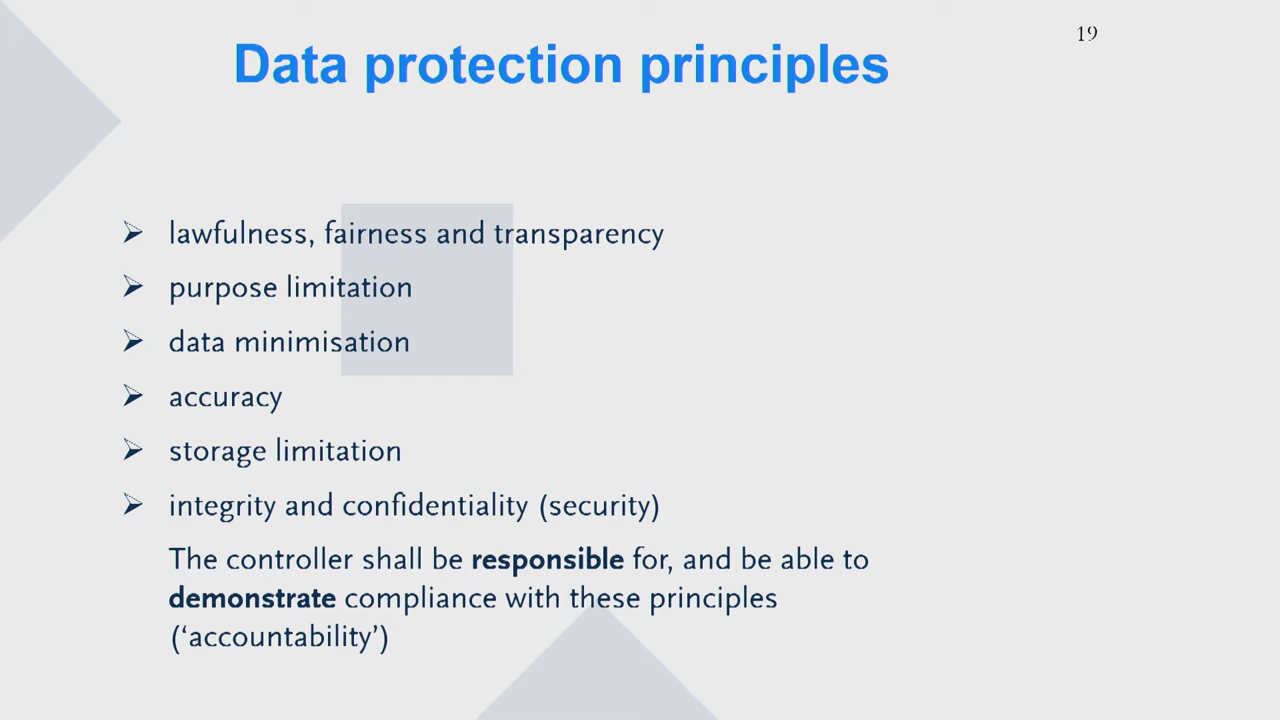 19
Data protection principles
➢ lawfulness, fairness and transparency
➢ purpose limitation
➢ data minimisation
➢ accuracy
➢ storage limitation
➢ integrity and confidentiality (security)
The controller shall be responsible for, and be able to
demonstrate compliance with these principles
(‘accountability’)